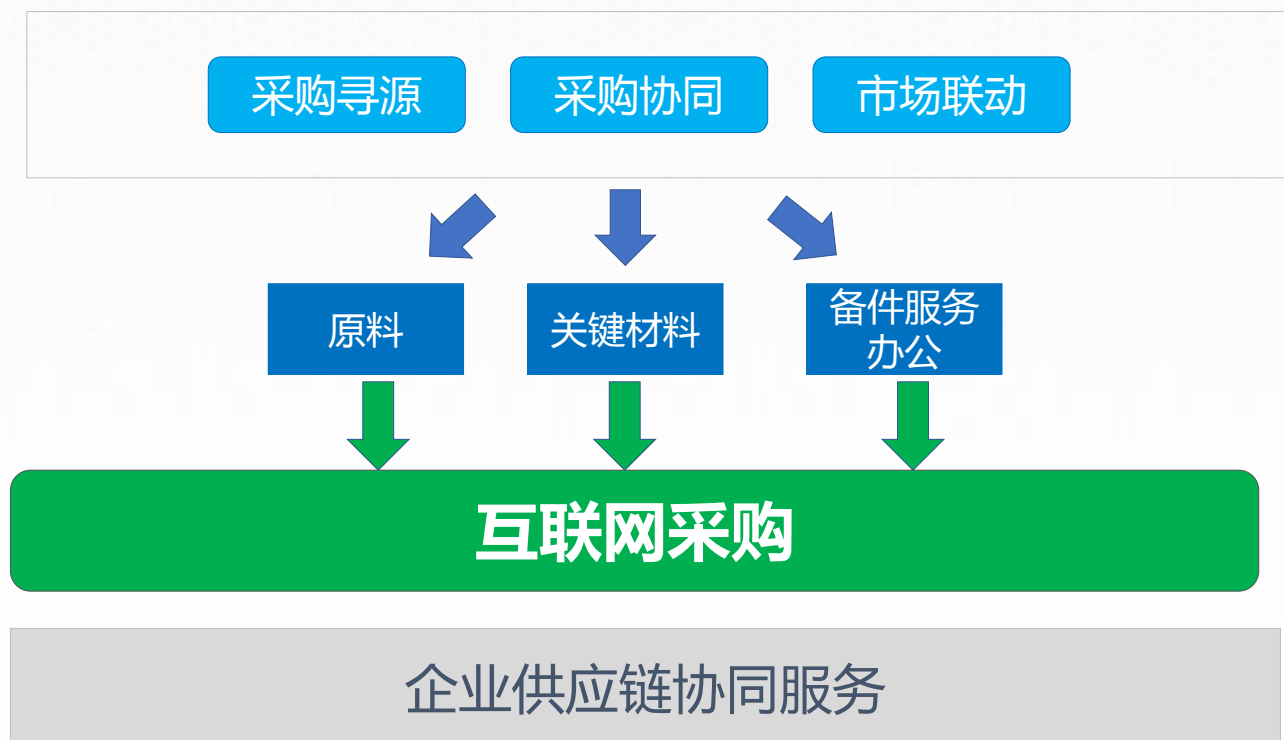 采购寻源
采购协同
市场联动
原料
关键材料
备件服务
办公
互联网采购
企业供应链协同服务